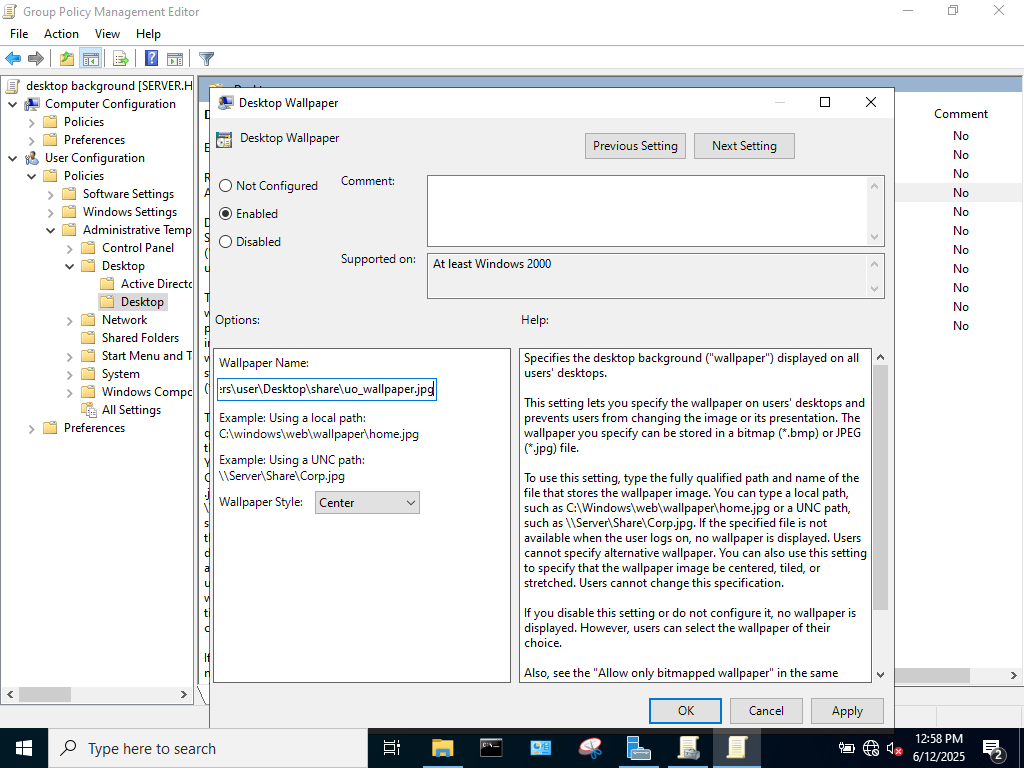 Group Policy Management Editor
File Action View Help
desktop background [SERVER.H
Computer Configuration
Policies
Preferences
User Configuration
Policies
Software Settings
Windows Settings
Administrative Temp
Control Panel
Desktop
Active Directo
Desktop
Network
Shared Folders
Start Menu and T
System
Windows Compo
All Settings
Preferences
Comment
No
No
No
No
No
No
No
No
No
No
No
Desktop Wallpaper
Desktop Wallpaper
Previous Setting
Next Setting
Not Configured
Enabled
Disabled
Comment:
Supported on:
At least Windows 2000
Options:
Help:
Wallpaper Name:
ers\user\Desktop\share\uo_wallpaper.jpg
Example: Using a local path:
C:\windows\web\wallpaper\home.jpg
Example: Using a UNC path:
\\Server\Share\Corp.jpg
Wallpaper Style: Center
Specifies the desktop background ("wallpaper") displayed on all
users' desktops.
This setting lets you specify the wallpaper on users' desktops and
prevents users from changing the image or its presentation. The
wallpaper you specify can be stored in a bitmap (*.bmp) or JPEG
(*.jpg) file.
To use this setting, type the fully qualified path and name of the
file that stores the wallpaper image. You can type a local path,
such as C:\Windows\web\wallpaper\home.jpg or a UNC path,
such as \\Server\Share\Corp.jpg. If the specified file is not
available when the user logs on, no wallpaper is displayed. Users
cannot specify alternative wallpaper. You can also use this setting
to specify that the wallpaper image be centered, tiled, or
stretched. Users cannot change this specification.
If you disable this setting or do not configure it, no wallpaper is
displayed. However, users can select the wallpaper of their
choice.
Also, see the "Allow only bitmapped wallpaper" in the same
OK
Cancel
Apply
Type here to search
12:58 PM
6/12/2025
2